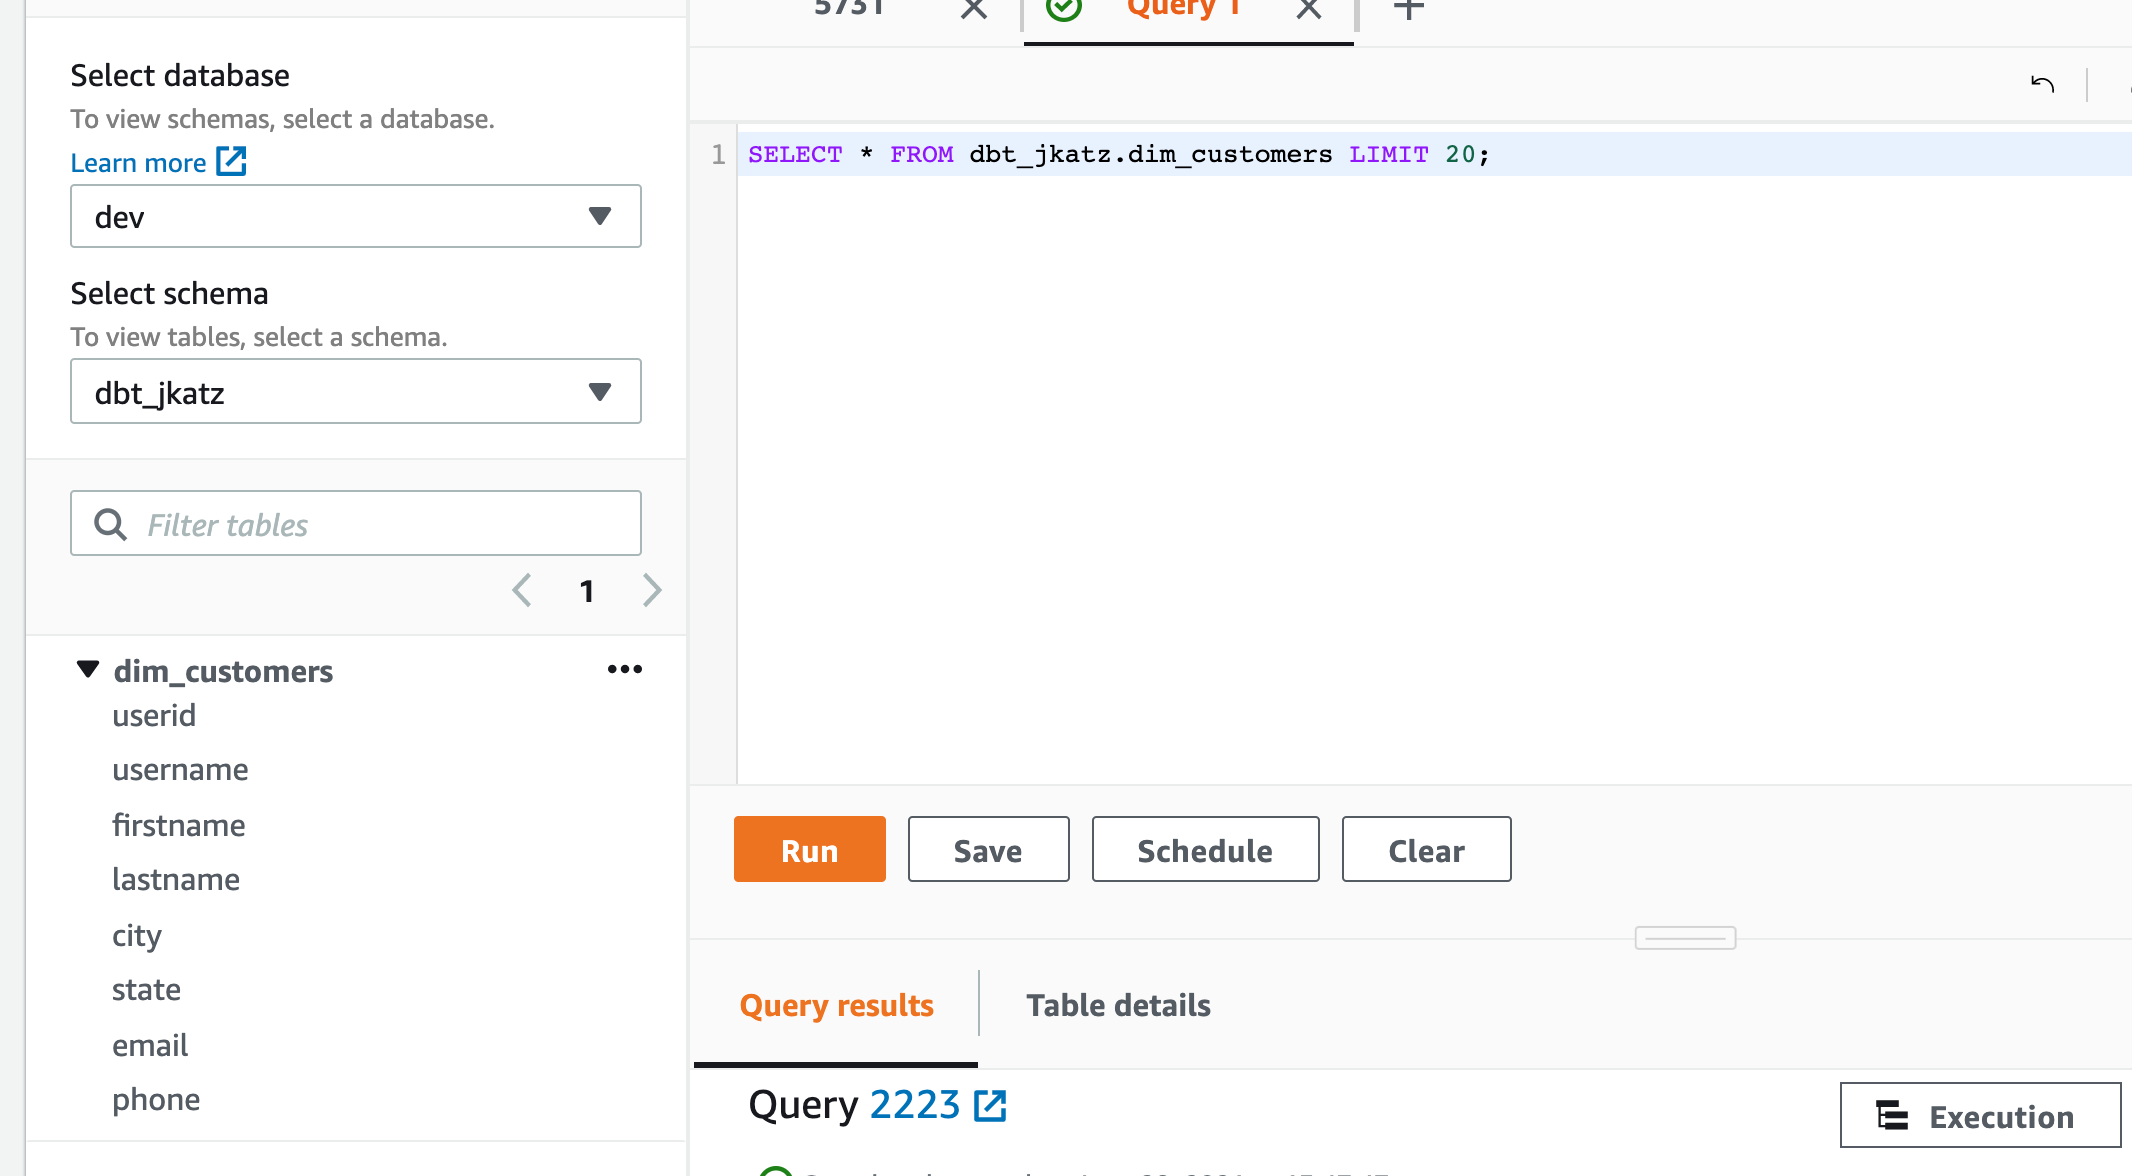 Select database
To view schemas, select a database.
Learn more
dev
Select schema
To view tables, select a schema.
dbt_jkatz
Filter tables
1
dim_customers
userid
username
firstname
lastname
city
state
email
phone
5731
Query 1
1 SELECT * FROM dbt_jkatz.dim_customers LIMIT 20;
Run Save Schedule Clear
Query results Table details
Query 2223
Execution